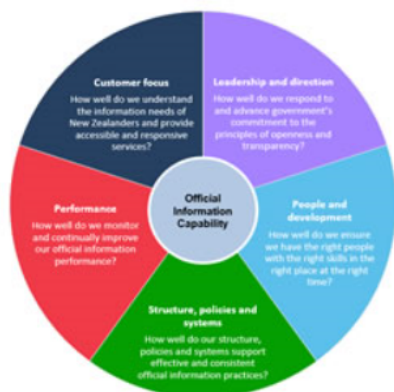 Customer focus
How well do we understand
the information needs of
New Zealanders and provide
accessible and responsive
services?
Leadership and direction
How well do we respond to
and advance government's
commitment to the
principles of openness and
transparency?
Performance
How well do we monitor
and continually improve
our official information
performance?
Official
Information
Capability
People and
development
How well do we ensure
we have the right people
with the right skills in
the right place at the right
time?
Structure, policies and
systems
How well do our structure,
policies and systems support
effective and consistent
official information practices?